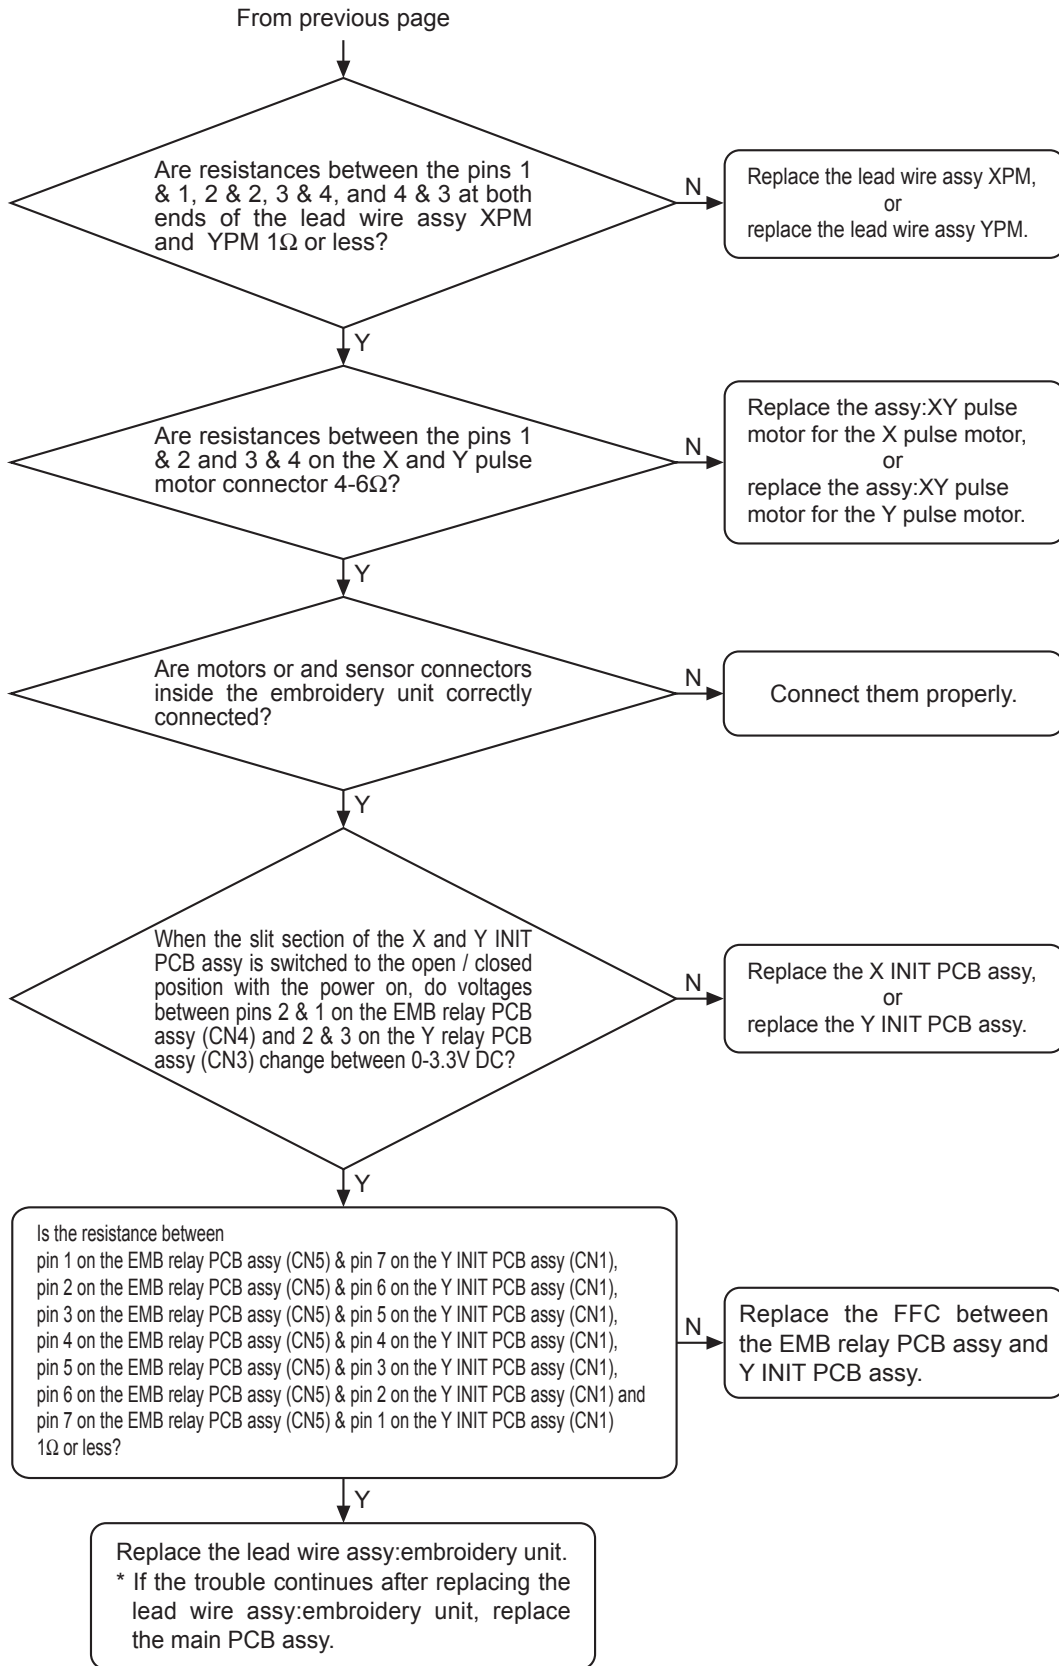 From previous page
Are resistances between the pins 1
& 1, 2 & 2, 3 & 4, and 4 & 3 at both
ends of the lead wire assy XPM
and YPM 1Ω or less?
N
Replace the lead wire assy XPM,
or
replace the lead wire assy YPM.
Y
Are resistances between the pins 1
& 2 and 3 & 4 on the X and Y pulse
motor connector 4-6Ω?
N
Replace the assy:XY pulse
motor for the X pulse motor,
or
replace the assy:XY pulse
motor for the Y pulse motor.
Y
Are motors or and sensor connectors
inside the embroidery unit correctly
connected?
N
Connect them properly.
Y
When the slit section of the X and Y INIT
PCB assy is switched to the open / closed
position with the power on, do voltages
between pins 2 & 1 on the EMB relay PCB
assy (CN4) and 2 & 3 on the Y relay PCB
assy (CN3) change between 0-3.3V DC?
N
Replace the X INIT PCB assy,
or
replace the Y INIT PCB assy.
Y
Is the resistance between
pin 1 on the EMB relay PCB assy (CN5) & pin 7 on the Y INIT PCB assy (CN1),
pin 2 on the EMB relay PCB assy (CN5) & pin 6 on the Y INIT PCB assy (CN1),
pin 3 on the EMB relay PCB assy (CN5) & pin 5 on the Y INIT PCB assy (CN1),
pin 4 on the EMB relay PCB assy (CN5) & pin 4 on the Y INIT PCB assy (CN1),
pin 5 on the EMB relay PCB assy (CN5) & pin 3 on the Y INIT PCB assy (CN1),
pin 6 on the EMB relay PCB assy (CN5) & pin 2 on the Y INIT PCB assy (CN1) and
pin 7 on the EMB relay PCB assy (CN5) & pin 1 on the Y INIT PCB assy (CN1)
1Ω or less?
N
Replace the FFC between
the EMB relay PCB assy and
Y INIT PCB assy.
Y
Replace the lead wire assy:embroidery unit.
* If the trouble continues after replacing the
lead wire assy:embroidery unit, replace
the main PCB assy.